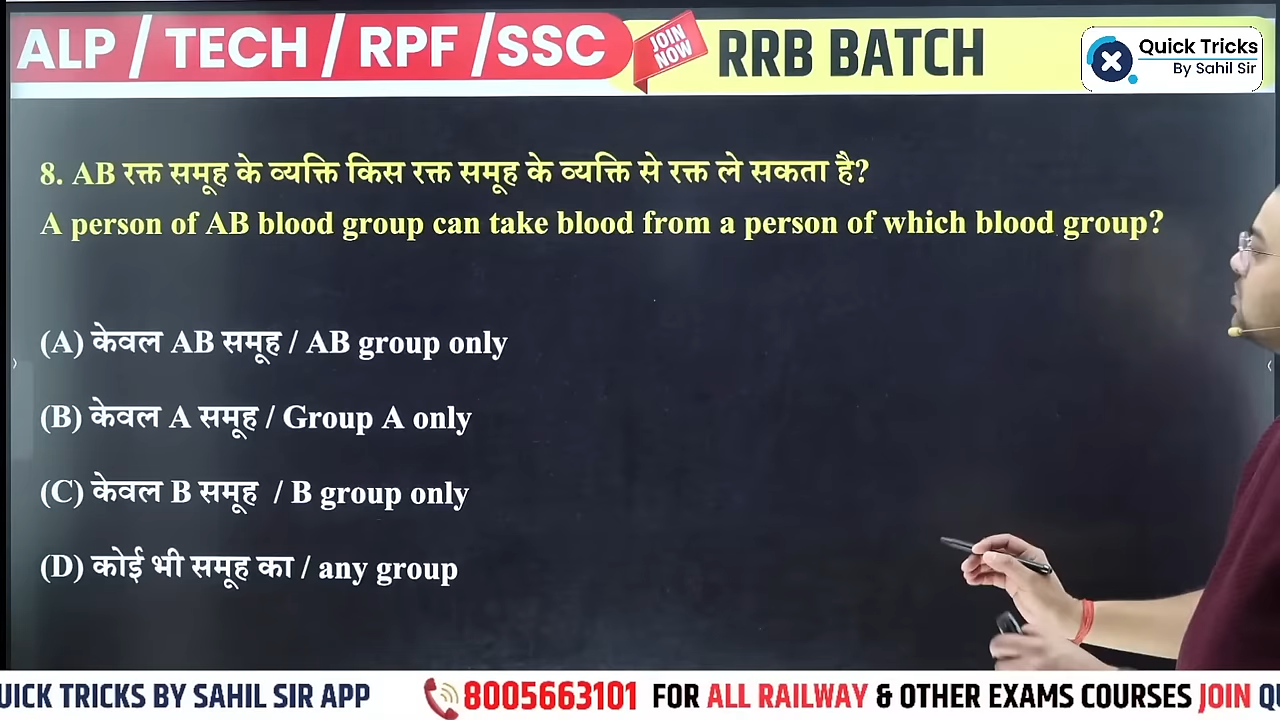 ALP / TECH / RPF / SSC
JOIN NOW
RRB BATCH
Quick Tricks
By Sahil Sir
8. AB रक्त समूह के व्यक्ति किस रक्त समूह के व्यक्ति से रक्त ले सकता है?
A person of AB blood group can take blood from a person of which blood group?
(A) केवल AB समूह / AB group only
(B) केवल A समूह / Group A only
(C) केवल B समूह / B group only
(D) कोई भी समूह का / any group
UICK TRICKS BY SAHIL SIR APP 8005663101 FOR ALL RAILWAY & OTHER EXAMS COURSES JOIN QU